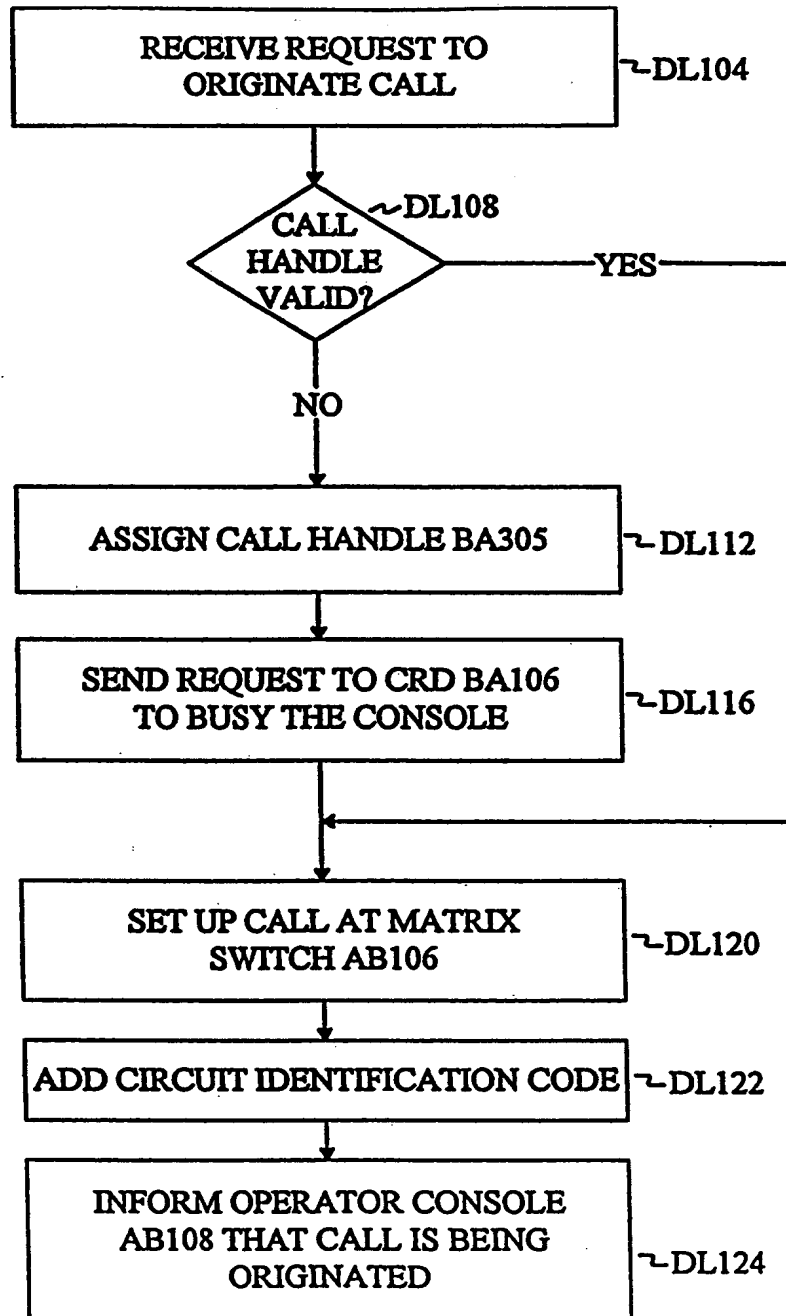 RECEIVE REQUEST TO
ORIGINATE CALL
DL104
DL108
CALL
HANDLE
VALID?
YES
NO
ASSIGN CALL HANDLE BA305
DL112
SEND REQUEST TO CRD BA106
TO BUSY THE CONSOLE
DL116
SET UP CALL AT MATRIX
SWITCH AB106
DL120
ADD CIRCUIT IDENTIFICATION CODE
DL122
INFORM OPERATOR CONSOLE
AB108 THAT CALL IS BEING
ORIGINATED
DL124